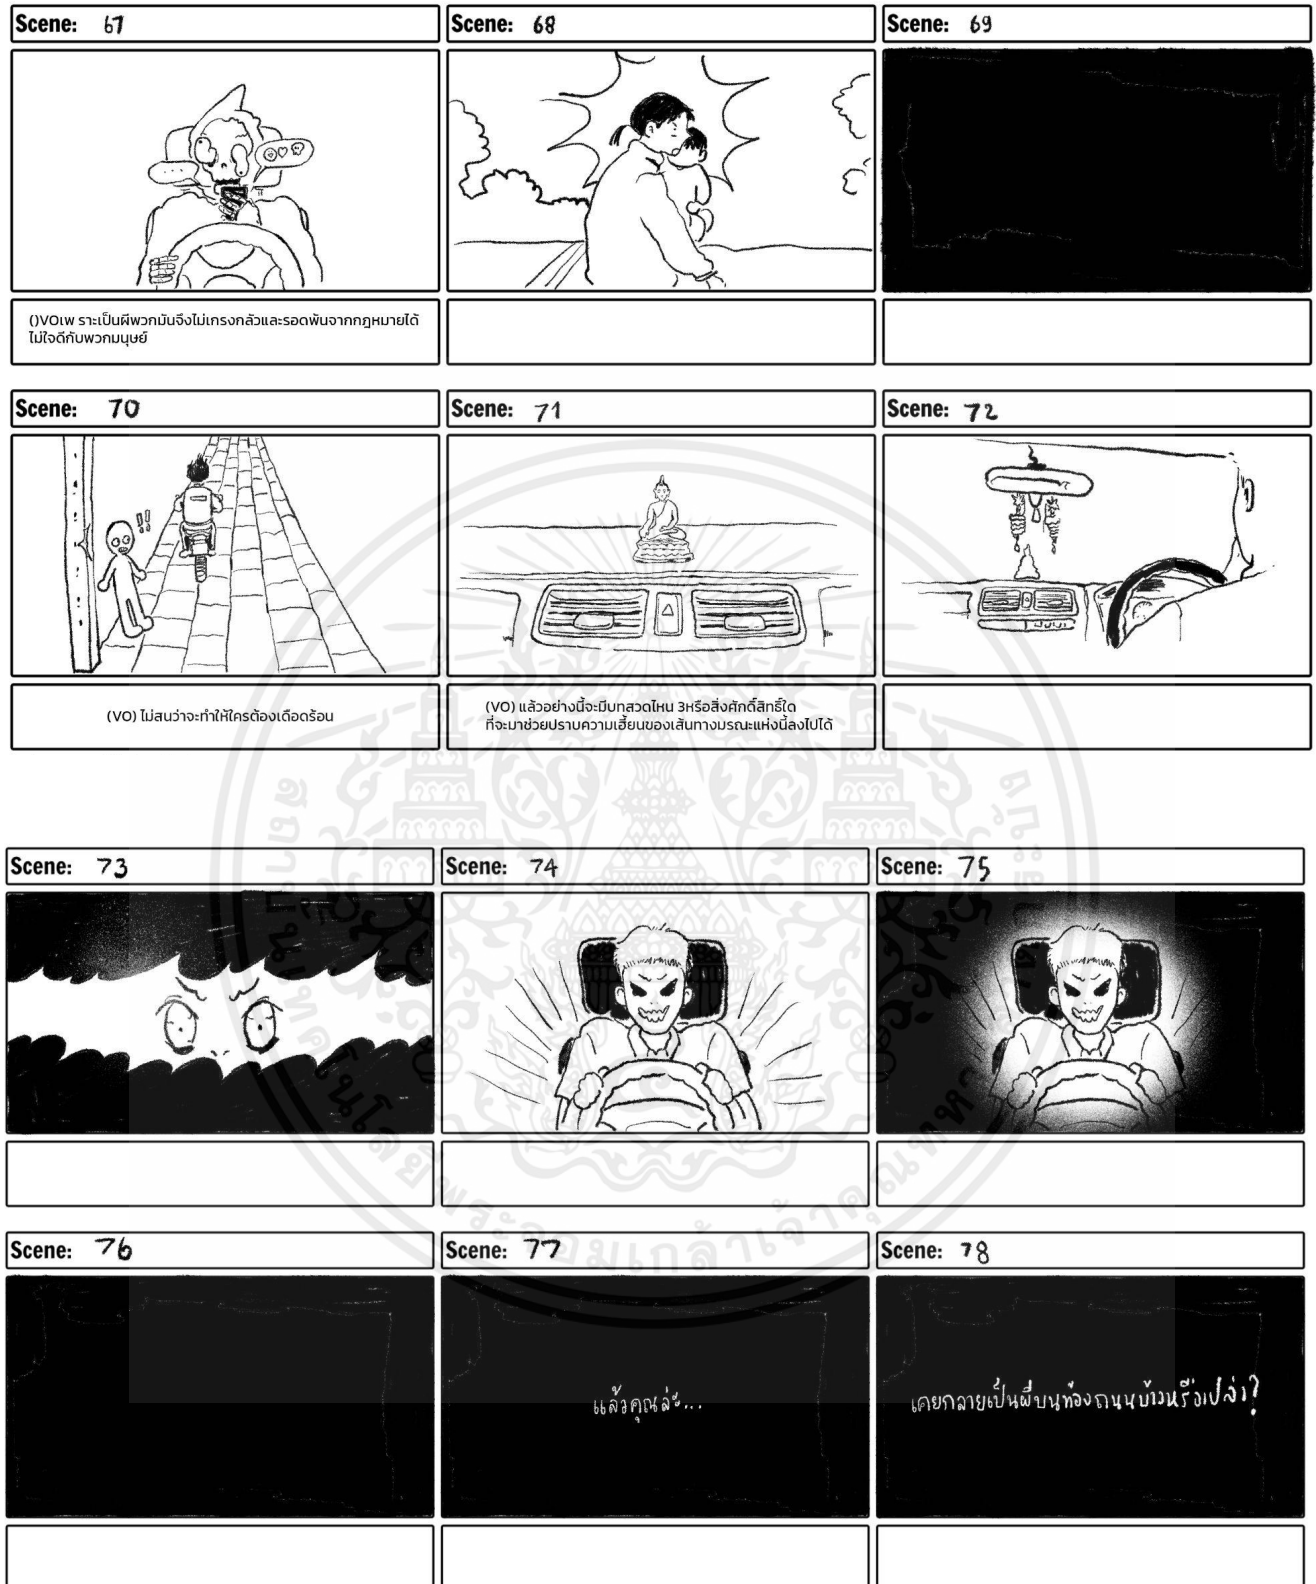 Scene: 67
Scene: 68
Scene: 69
()VOเพ ราะเป็นผีพวกมันจึงไม่เกรงกลัวและรอดพ้นจากกฎหมายได้
ไม่ใจดีกับพวกมนุษย์
Scene: 70
Scene: 71
Scene: 72
!!
(VO) ไม่สนว่าจะทำให้ใครต้องเดือดร้อน
(VO) แล้วอย่างนี้จะมีบทสวดไหน 3หรือสิ่งศักดิ์สิทธิ์ใด
ที่จะมาช่วยปราบความเฮี้ยนของเส้นทางมรณะแห่งนี้ลงไปได้
Scene: 73
Scene: 74
Scene: 75
Scene: 76
Scene: 77
Scene: 78
แล้วคุณล่ะ...
เคยกลายเป็นผีบนท้องถนนบ้างหรือเปล่า?